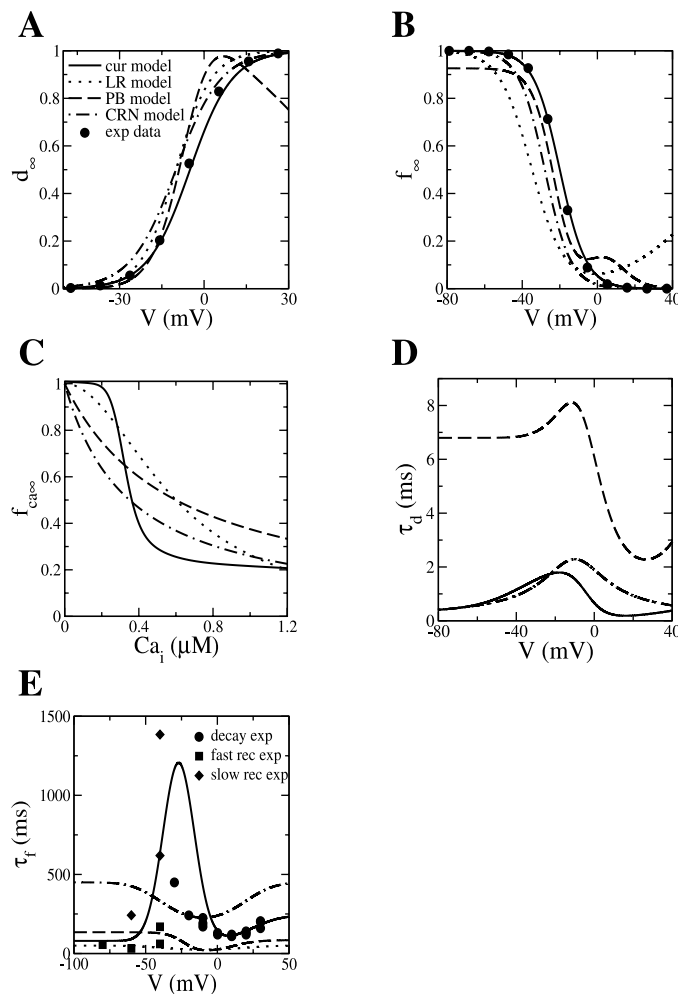 A
1
0.8
0.6
0.4
0.2
0
d∞
cur model
LR model
PB model
CRN model
exp data
-30
0
30
V (mV)
B
1
0.8
0.6
0.4
0.2
0
f∞
-80
-40
0
40
V (mV)
C
1
0.8
0.6
0.4
0.2
0
fca∞
0
0.4
0.8
1.2
Cai (μM)
D
8
6
4
2
0
τd (ms)
-80
-40
0
40
V (mV)
E
1500
1000
500
0
τf (ms)
decay exp
fast rec exp
slow rec exp
-100
-50
0
50
V (mV)